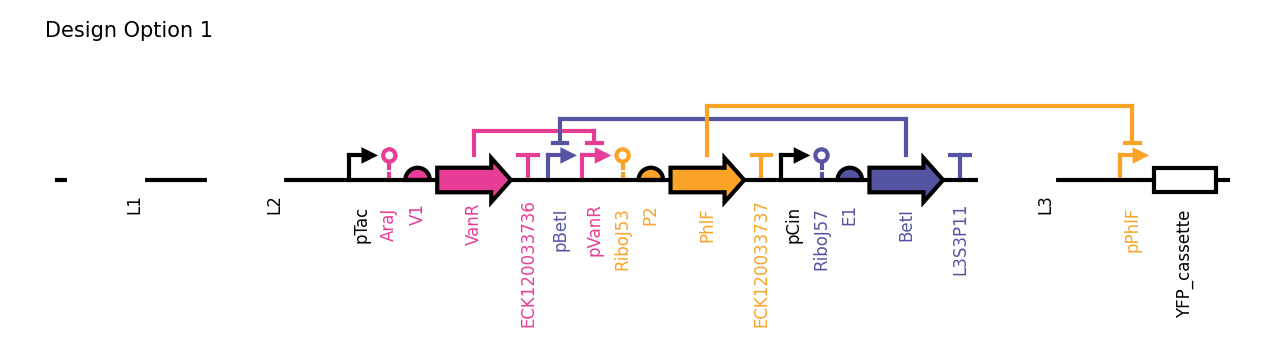 Design Option 1
L1
L2
pTac
AraJ
V1
VanR
ECK120033736
pBetI
pVanR
RiboJ53
P2
PhlF
ECK120033737
pCin
RiboJ57
E1
BetI
L3S3P11
L3
pPhlF
YFP_cassette